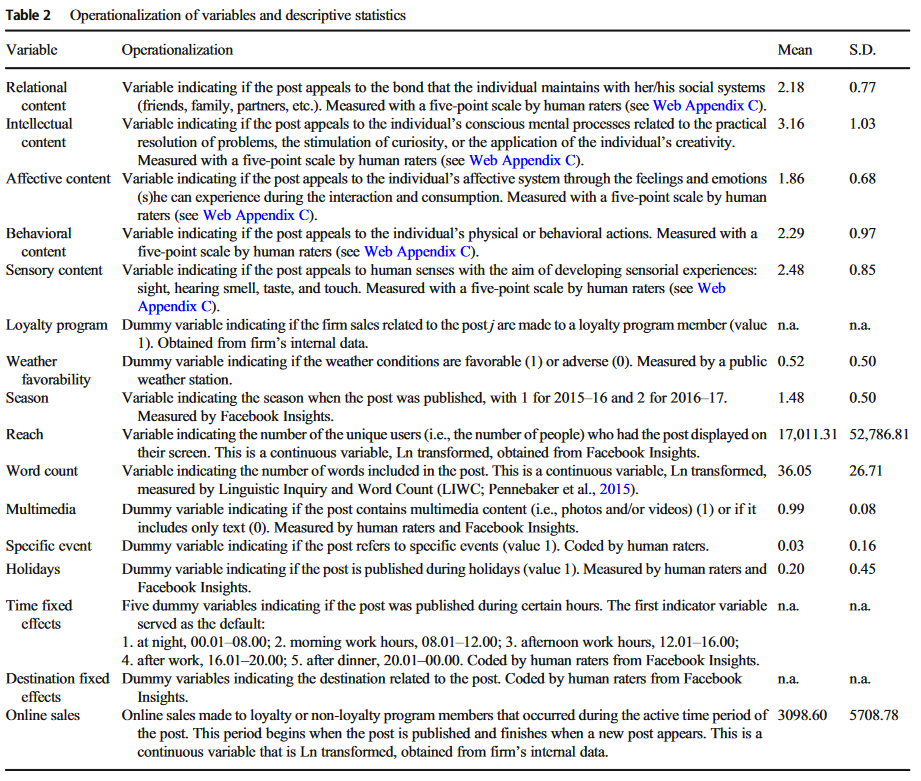 Table 2 Operationalization of variables and descriptive statistics
Variable Operationalization Mean S.D.
Relational Variable indicating if the post appeals to the bond that the individual maintains with her/his social systems 2.18 0.77
content (friends, family, partners, etc.). Measured with a five-point scale by human raters (see Web Appendix C).
Intellectual Variable indicating if the post appeals to the individual's conscious mental processes related to the practical 3.16 1.03
content resolution of problems, the stimulation of curiosity, or the application of the individual's creativity.
Measured with a five-point scale by human raters (see Web Appendix C).
Affective content Variable indicating if the post appeals to the individual's affective system through the feelings and emotions 1.86 0.68
(s)he can experience during the interaction and consumption. Measured with a five-point scale by human
raters (see Web Appendix C).
Behavioral Variable indicating if the post appeals to the individual's physical or behavioral actions. Measured with a 2.29 0.97
content five-point scale by human raters (see Web Appendix C).
Sensory content Variable indicating if the post appeals to human senses with the aim of developing sensorial experiences: 2.48 0.85
sight, hearing smell, taste, and touch. Measured with a five-point scale by human raters (see Web
Appendix C).
Loyalty program Dummy variable indicating if the firm sales related to the post j are made to a loyalty program member (value n.a. n.a.
1). Obtained from firm's internal data.
Weather Dummy variable indicating if the weather conditions are favorable (1) or adverse (0). Measured by a public 0.52 0.50
favorability weather station.
Season Variable indicating the season when the post was published, with 1 for 2015–16 and 2 for 2016–17. 1.48 0.50
Measured by Facebook Insights.
Reach Variable indicating the number of the unique users (i.e., the number of people) who had the post displayed on 17,011.31 52,786.81
their screen. This is a continuous variable, Ln transformed, obtained from Facebook Insights.
Word count Variable indicating the number of words included in the post. This is a continuous variable, Ln transformed, 36.05 26.71
measured by Linguistic Inquiry and Word Count (LIWC; Pennebaker et al., 2015).
Multimedia Dummy variable indicating if the post contains multimedia content (i.e., photos and/or videos) (1) or if it 0.99 0.08
includes only text (0). Measured by human raters and Facebook Insights.
Specific event Dummy variable indicating if the post refers to specific events (value 1). Coded by human raters. 0.03 0.16
Holidays Dummy variable indicating if the post is published during holidays (value 1). Measured by human raters and 0.20 0.45
Facebook Insights.
Time fixed Five dummy variables indicating if the post was published during certain hours. The first indicator variable n.a. n.a.
effects served as the default:
1. at night, 00.01–08.00; 2. morning work hours, 08.01–12.00; 3. afternoon work hours, 12.01–16.00;
4. after work, 16.01–20.00; 5. after dinner, 20.01–00.00. Coded by human raters from Facebook Insights.
Destination fixed Dummy variables indicating the destination related to the post. Coded by human raters from Facebook n.a. n.a.
effects Insights.
Online sales Online sales made to loyalty or non-loyalty program members that occurred during the active time period of 3098.60 5708.78
the post. This period begins when the post is published and finishes when a new post appears. This is a
continuous variable that is Ln transformed, obtained from firm's internal data.